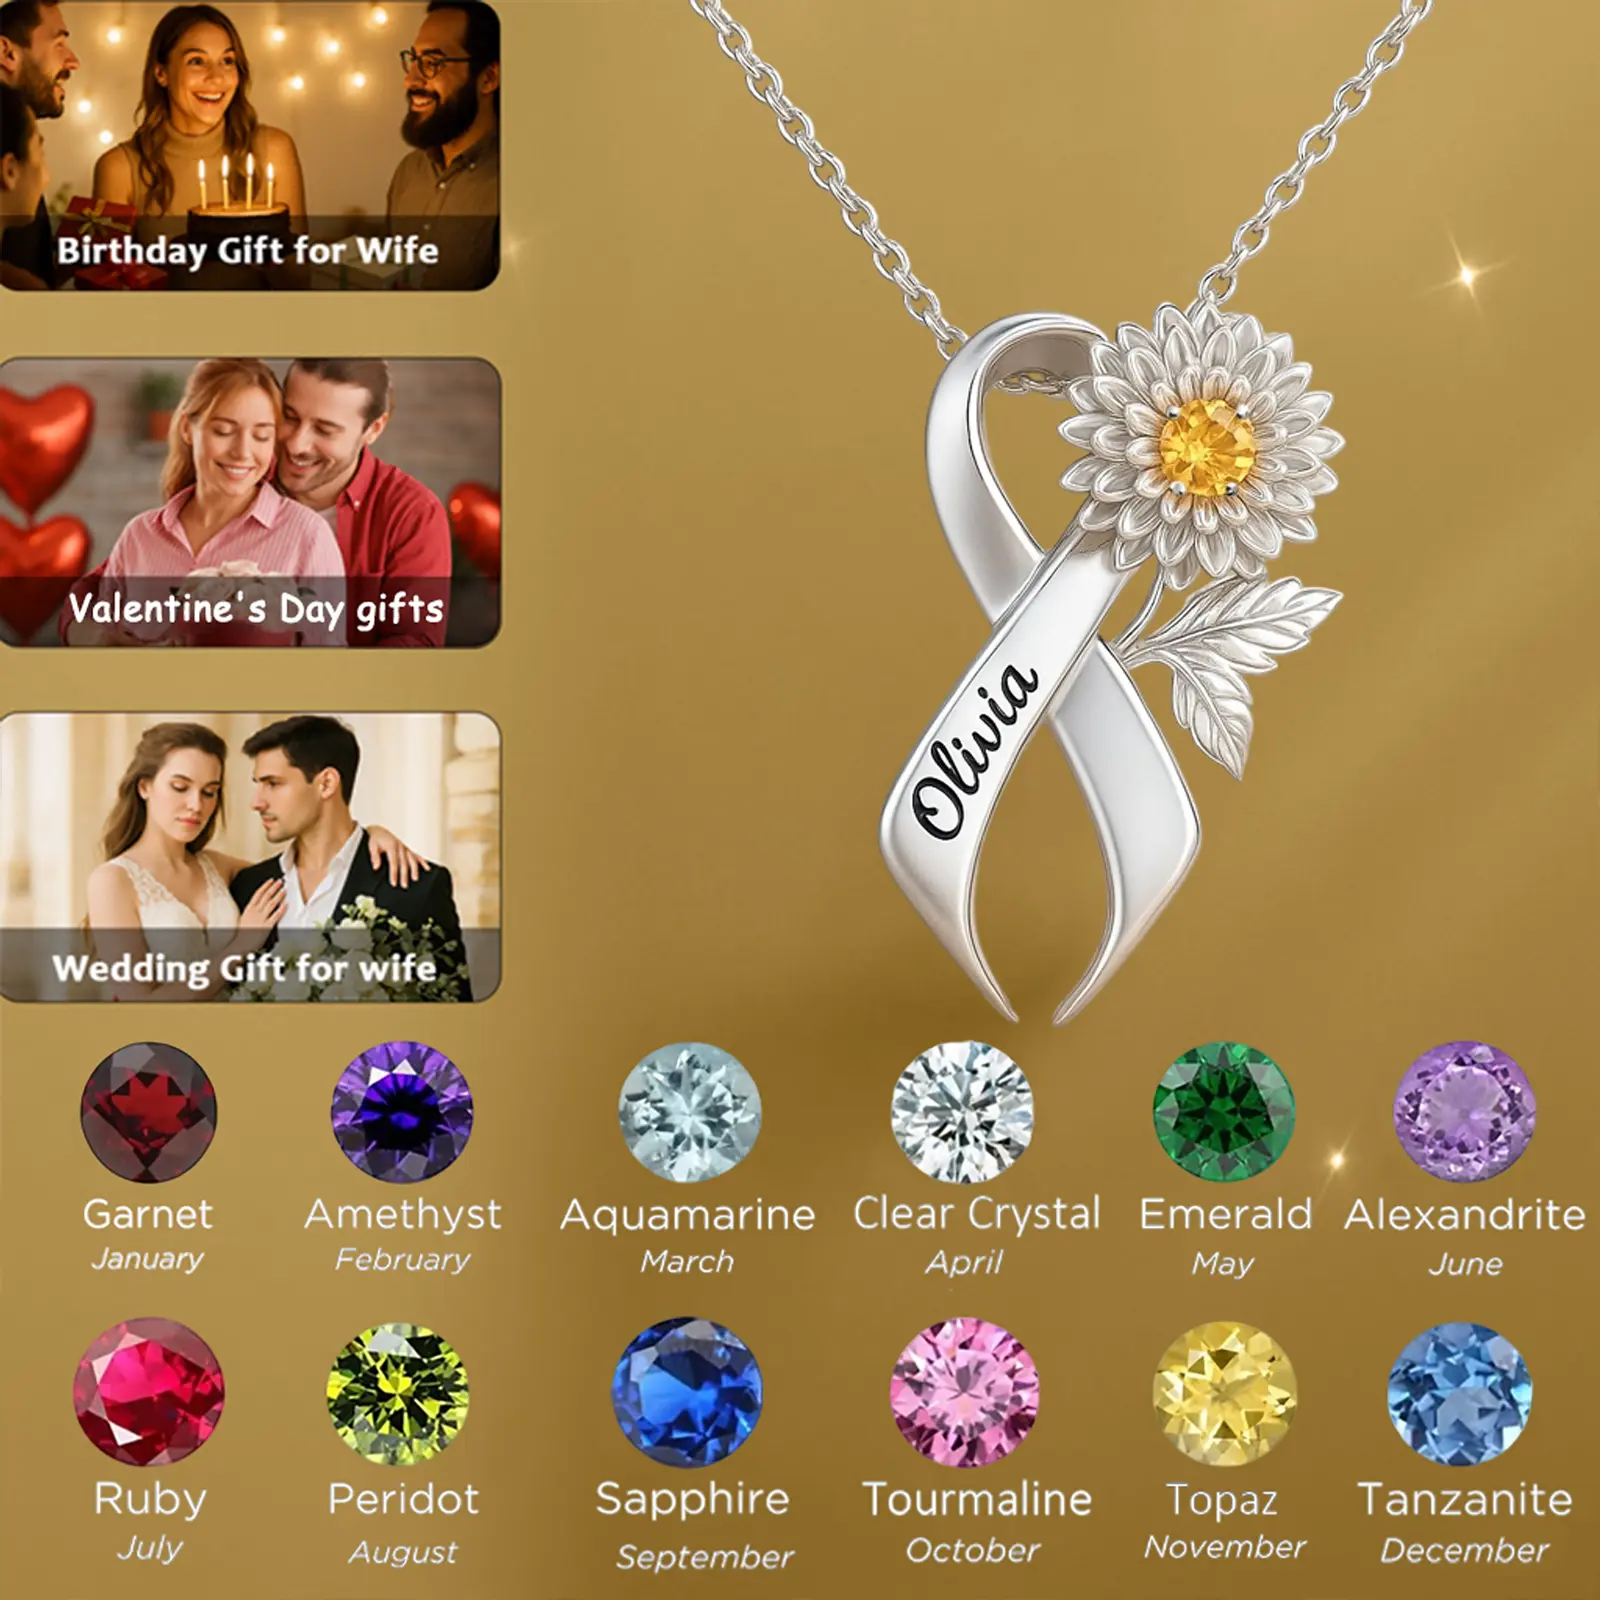 Birthday Gift for Wife
Valentine's Day gifts
Wedding Gift for wife
Olivia
Garnet
January
Amethyst
February
Aquamarine
March
Clear Crystal
April
Emerald
May
Alexandrite
June
Ruby
July
Peridot
August
Sapphire
September
Tourmaline
October
Topaz
November
Tanzanite
December